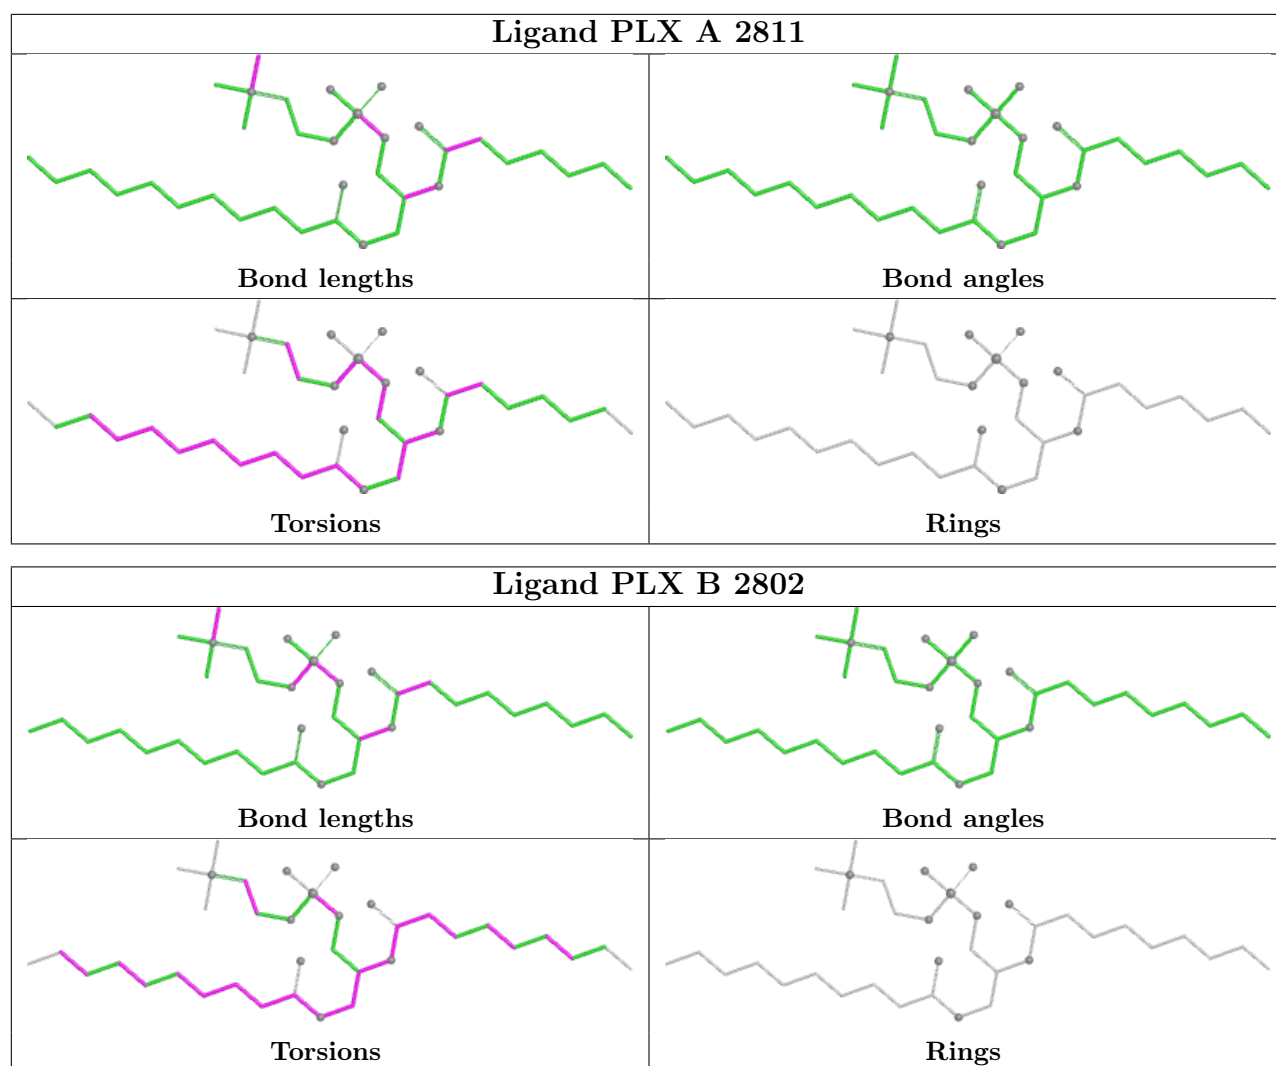 Ligand PLX A 2811
Bond lengths
Bond angles
Torsions
Rings
Ligand PLX B 2802
Bond lengths
Bond angles
Torsions
Rings